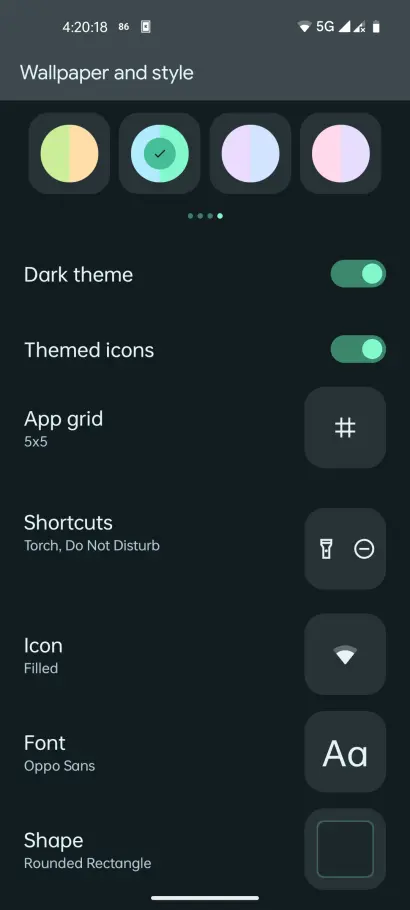 4:20:18 86 5G
Wallpaper and style
Dark theme
Themed icons
App grid
5x5
Shortcuts
Torch, Do Not Disturb
Icon
Filled
Font
Oppo Sans
Aa
Shape
Rounded Rectangle